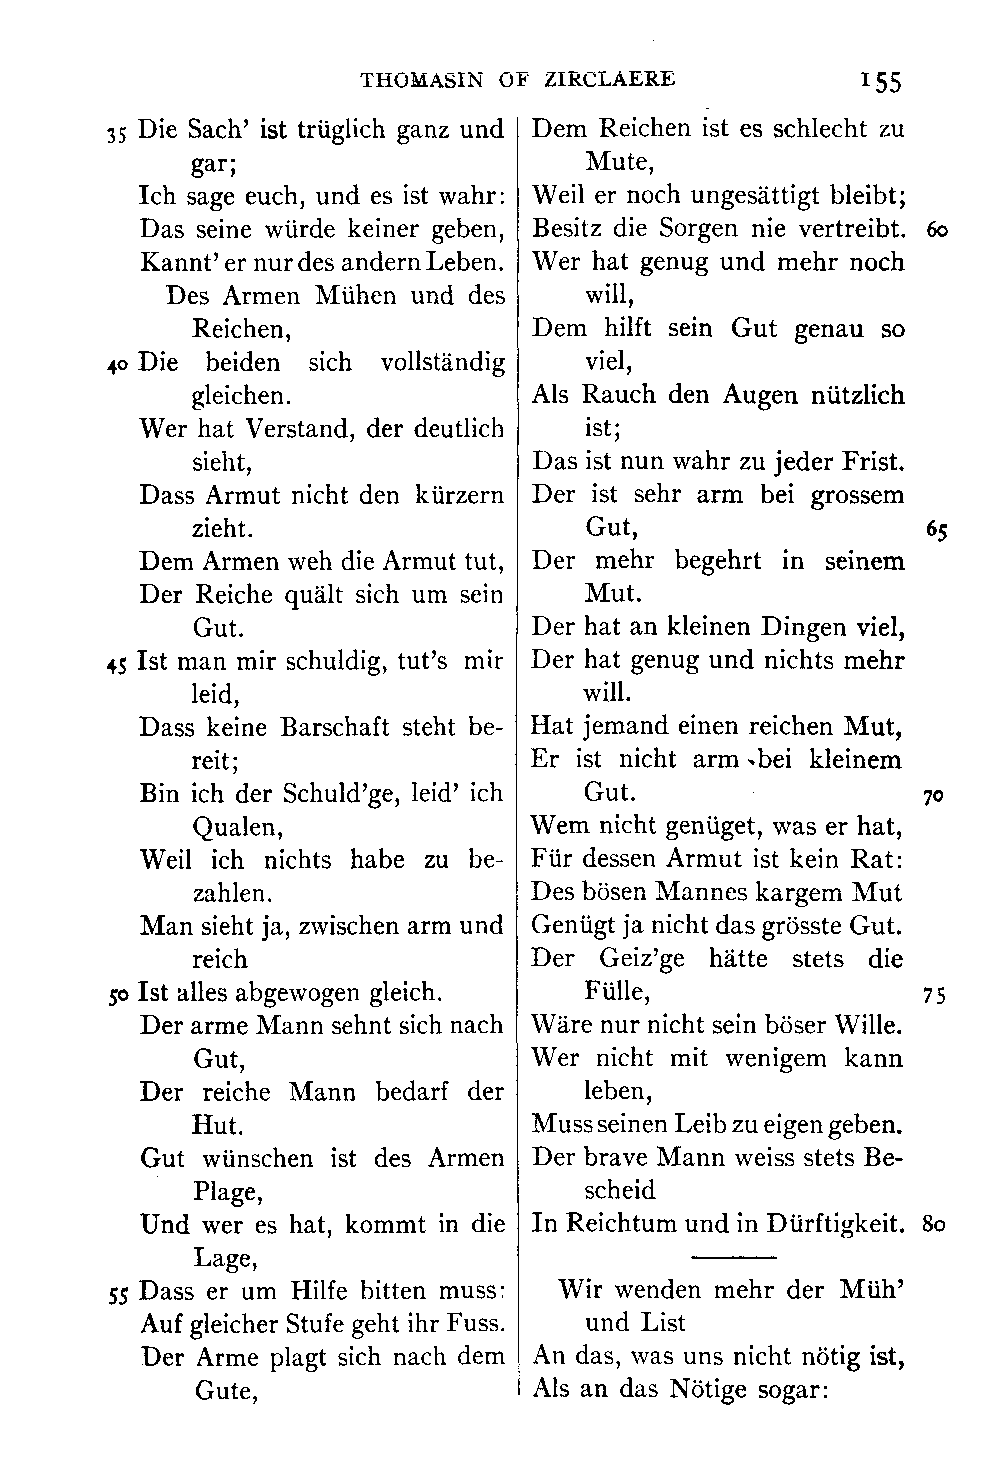 THOMASIN OF ZIRCLAERE 155
35 Die Sach' ist trüglich ganz und
gar;
Ich sage euch, und es ist wahr:
Das seine würde keiner geben,
Kannt' er nur des andern Leben.
Des Armen Mühen und des
Reichen,
40 Die beiden sich vollständig
gleichen.
Wer hat Verstand, der deutlich
sieht,
Dass Armut nicht den kürzern
zieht.
Dem Armen weh die Armut tut,
Der Reiche quält sich um sein
Gut.
45 Ist man mir schuldig, tut's mir
leid,
Dass keine Barschaft steht be-
reit;
Bin ich der Schuld'ge, leid' ich
Qualen,
Weil ich nichts habe zu be-
zahlen.
Man sieht ja, zwischen arm und
reich
50 Ist alles abgewogen gleich.
Der arme Mann sehnt sich nach
Gut,
Der reiche Mann bedarf der
Hut.
Gut wünschen ist des Armen
Plage,
Und wer es hat, kommt in die
Lage,
55 Dass er um Hilfe bitten muss:
Auf gleicher Stufe geht ihr Fuss.
Der Arme plagt sich nach dem
Gute,
Dem Reichen ist es schlecht zu
Mute,
Weil er noch ungesättigt bleibt;
Besitz die Sorgen nie vertreibt. 60
Wer hat genug und mehr noch
will,
Dem hilft sein Gut genau so
viel,
Als Rauch den Augen nützlich
ist;
Das ist nun wahr zu jeder Frist.
Der ist sehr arm bei grossem
Gut, 65
Der mehr begehrt in seinem
Mut.
Der hat an kleinen Dingen viel,
Der hat genug und nichts mehr
will.
Hat jemand einen reichen Mut,
Er ist nicht arm bei kleinem
Gut. 70
Wem nicht genüget, was er hat,
Für dessen Armut ist kein Rat:
Des bösen Mannes kargem Mut
Genügt ja nicht das grösste Gut.
Der Geiz'ge hätte stets die
Fülle, 75
Wäre nur nicht sein böser Wille.
Wer nicht mit wenigem kann
leben,
Muss seinen Leib zu eigen geben.
Der brave Mann weiss stets Be-
scheid
In Reichtum und in Dürftigkeit. 80
Wir wenden mehr der Müh'
und List
An das, was uns nicht nötig ist,
Als an das Nötige sogar: